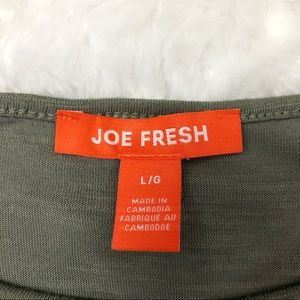 JOE FRESH
L/G
MADE IN
CAMBODIA
FABRIQUÉ AU
CAMBODGE